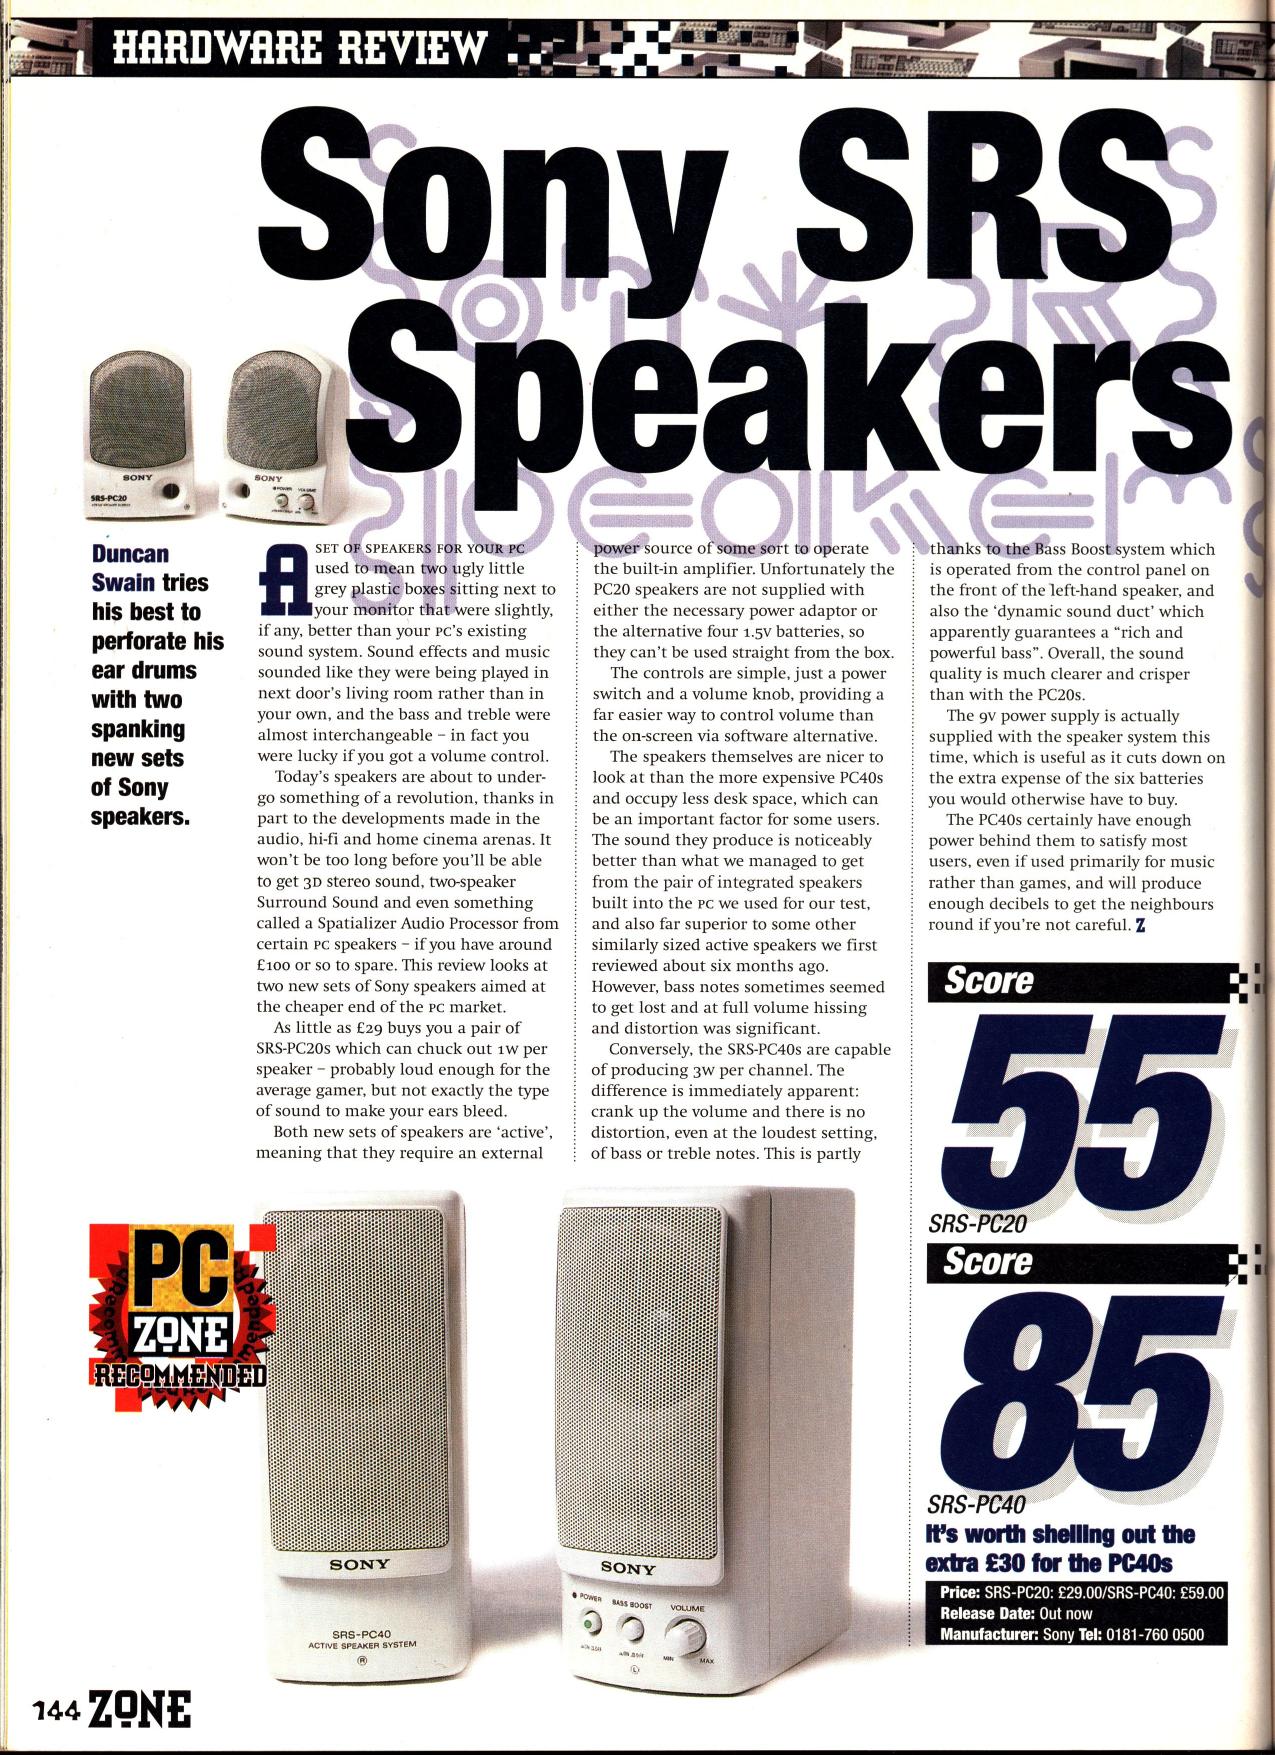 HARDWARE REVIEW
Sony SRS
Speakers
SONY
SRS-PC20
SONY
POWER
VOLUME
Duncan
Swain tries
his best to
perforate his
ear drums
with two
spanking
new sets
of Sony
speakers.
A SET OF SPEAKERS FOR YOUR PC
used to mean two ugly little
grey plastic boxes sitting next to
your monitor that were slightly,
if any, better than your PC's existing
sound system. Sound effects and music
sounded like they were being played in
next door's living room rather than in
your own, and the bass and treble were
almost interchangeable – in fact you
were lucky if you got a volume control.
Today's speakers are about to under-
go something of a revolution, thanks in
part to the developments made in the
audio, hi-fi and home cinema arenas. It
won't be too long before you'll be able
to get 3D stereo sound, two-speaker
Surround Sound and even something
called a Spatializer Audio Processor from
certain PC speakers – if you have around
£100 or so to spare. This review looks at
two new sets of Sony speakers aimed at
the cheaper end of the PC market.
As little as £29 buys you a pair of
SRS-PC20s which can chuck out 1W per
speaker – probably loud enough for the
average gamer, but not exactly the type
of sound to make your ears bleed.
Both new sets of speakers are 'active',
meaning that they require an external
power source of some sort to operate
the built-in amplifier. Unfortunately the
PC20 speakers are not supplied with
either the necessary power adaptor or
the alternative four 1.5V batteries, so
they can't be used straight from the box.
The controls are simple, just a power
switch and a volume knob, providing a
far easier way to control volume than
the on-screen via software alternative.
The speakers themselves are nicer to
look at than the more expensive PC40s
and occupy less desk space, which can
be an important factor for some users.
The sound they produce is noticeably
better than what we managed to get
from the pair of integrated speakers
built into the PC we used for our test,
and also far superior to some other
similarly sized active speakers we first
reviewed about six months ago.
However, bass notes sometimes seemed
to get lost and at full volume hissing
and distortion was significant.
Conversely, the SRS-PC40s are capable
of producing 3W per channel. The
difference is immediately apparent:
crank up the volume and there is no
distortion, even at the loudest setting,
of bass or treble notes. This is partly
thanks to the Bass Boost system which
is operated from the control panel on
the front of the left-hand speaker, and
also the 'dynamic sound duct' which
apparently guarantees a "rich and
powerful bass". Overall, the sound
quality is much clearer and crisper
than with the PC20s.
The 9V power supply is actually
supplied with the speaker system this
time, which is useful as it cuts down on
the extra expense of the six batteries
you would otherwise have to buy.
The PC40s certainly have enough
power behind them to satisfy most
users, even if used primarily for music
rather than games, and will produce
enough decibels to get the neighbours
round if you're not careful. Z
Score
55
SRS-PC20
Score
85
SRS-PC40
It's worth shelling out the
extra £30 for the PC40s
Price: SRS-PC20: £29.00/SRS-PC40: £59.00
Release Date: Out now
Manufacturer: Sony Tel: 0181-760 0500
PC
ZONE
RECOMMENDED
SONY
SRS-PC40
ACTIVE SPEAKER SYSTEM
R
SONY
POWER
BASS BOOST
VOLUME
MIN
MAX
L
144 ZONE